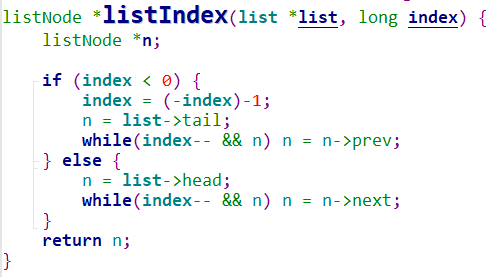 listNode *listIndex(list *list, long index) {
    listNode *n;

    if (index < 0) {
        index = (-index)-1;
        n = list->tail;
        while(index-- && n) n = n->prev;
    } else {
        n = list->head;
        while(index-- && n) n = n->next;
    }
    return n;
}